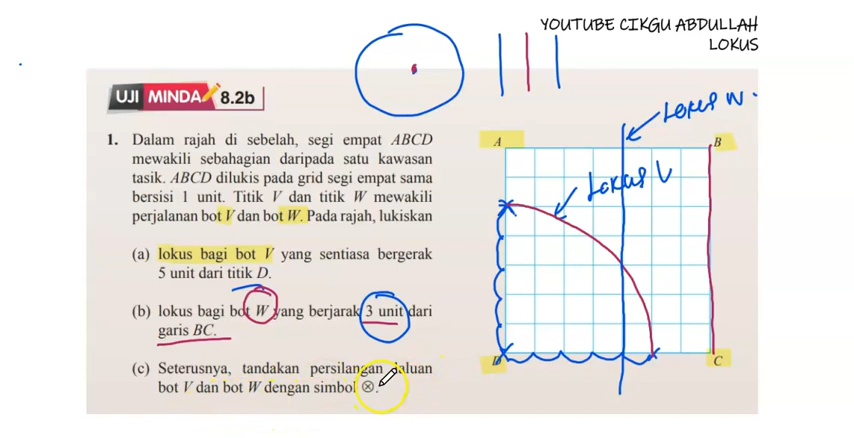 YOUTUBE CIKGU ABDULLAH
LOKUS
UJI MINDA 8.2b
1. Dalam rajah di sebelah, segi empat ABCD
mewakili sebahagian daripada satu kawasan
tasik. ABCD dilukis pada grid segi empat sama
bersisi 1 unit. Titik V dan titik W mewakili
perjalanan bot V dan bot W. Pada rajah, lukiskan
(a) lokus bagi bot V yang sentiasa bergerak
5 unit dari titik D.
(b) lokus bagi bot W yang berjarak 3 unit dari
garis BC.
(c) Seterusnya, tandakan persilangan haluan
bot V dan bot W dengan simbol ⊗.
Lokus W.
A
B
Lokus V
D
C